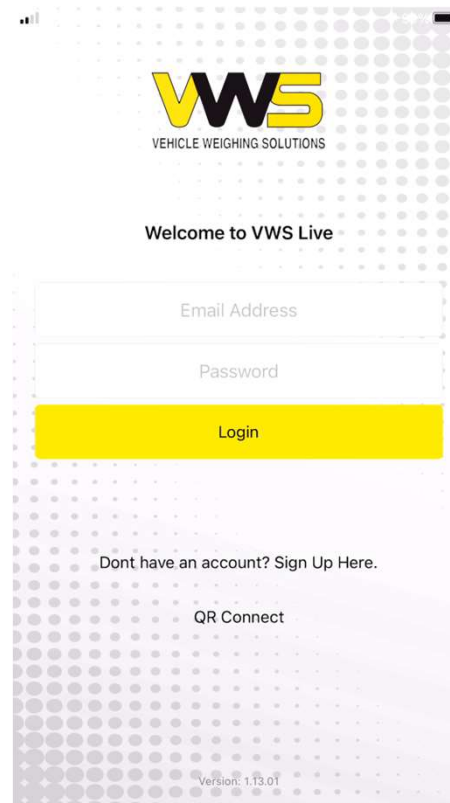 VWS
VEHICLE WEIGHING SOLUTIONS
Welcome to VWS Live
Email Address
Password
Login
Dont have an account? Sign Up Here.
QR Connect
Version: 1.13.01